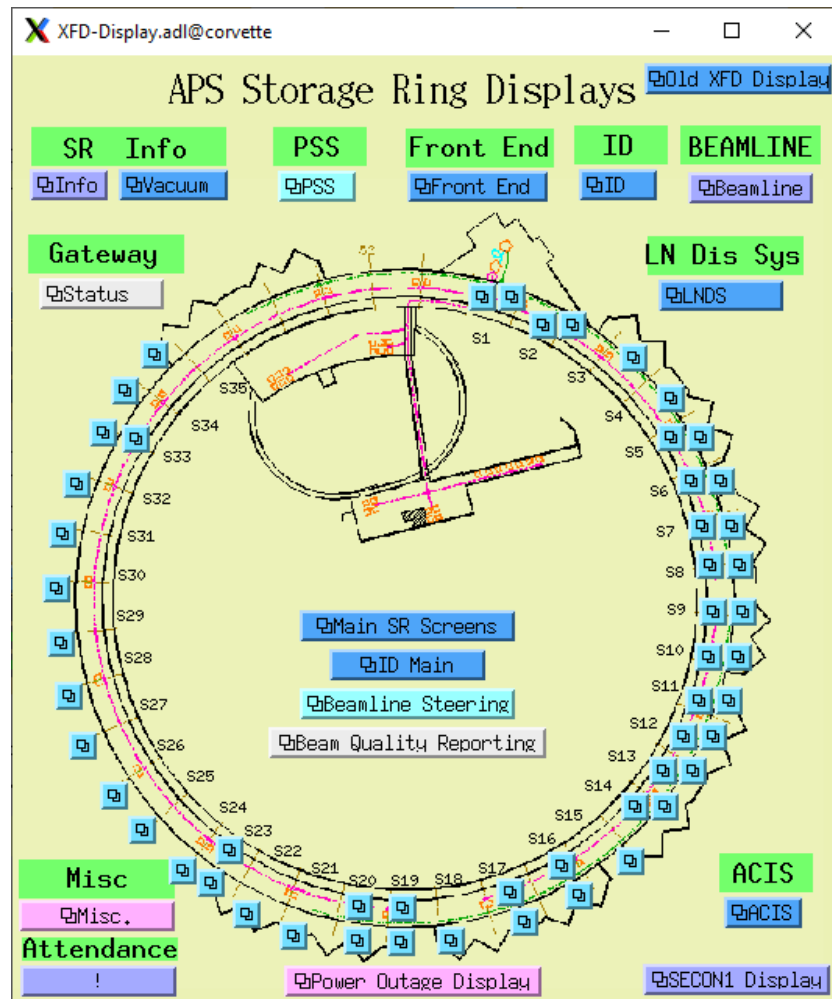 XFD-Display.adl@corvette
APS Storage Ring Displays
Old XFD Display
SR Info
PSS
Front End
ID
BEAMLINE
Info
Vacuum
PSS
Front End
ID
Beamline
Gateway
Status
LN Dis Sys
LNDS
S1
S2
S3
S4
S5
S6
S7
S8
S9
S10
S11
S12
S13
S14
S15
S16
S17
S18
S19
S20
S21
S22
S23
S24
S25
S26
S27
S28
S29
S30
S31
S32
S33
S34
S35
Main SR Screens
ID Main
Beamline Steering
Beam Quality Reporting
Misc
Misc.
Attendance
!
Power Outage Display
ACIS
ACIS
SECON1 Display